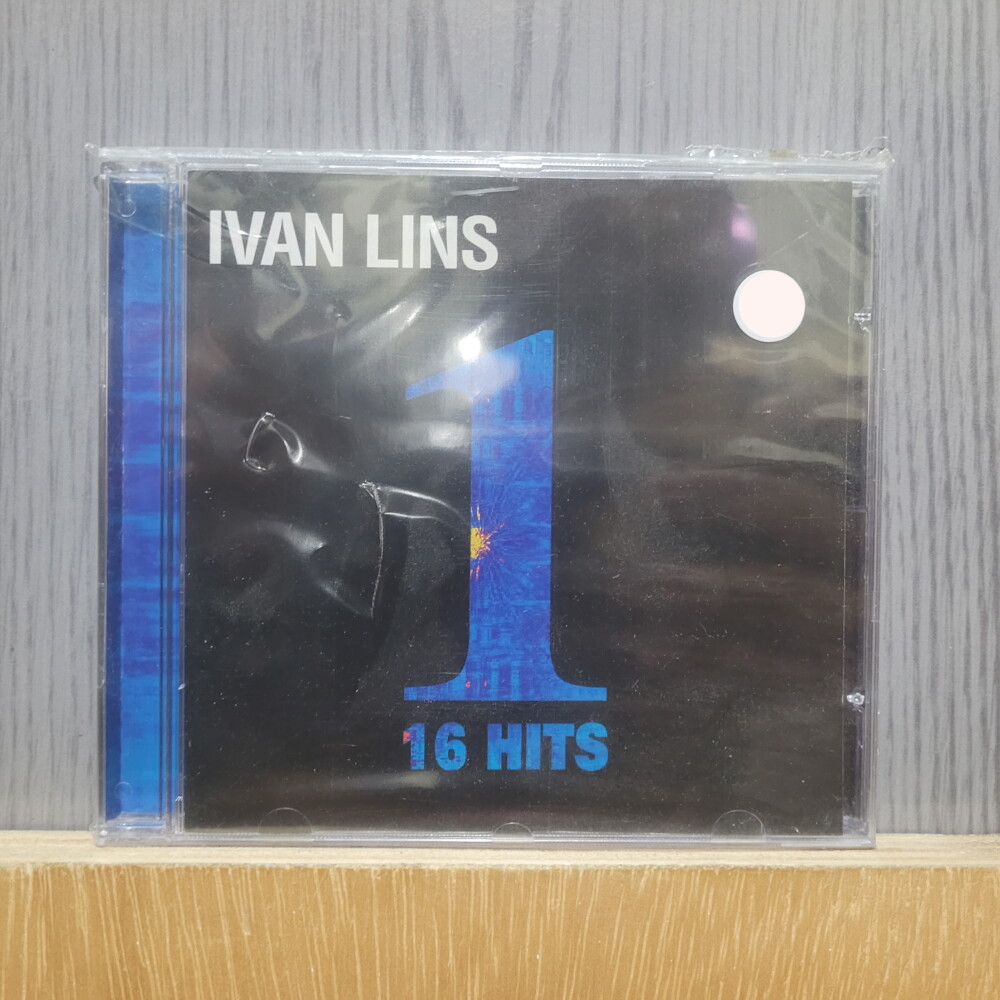 IVAN LINS
1
16 HITS